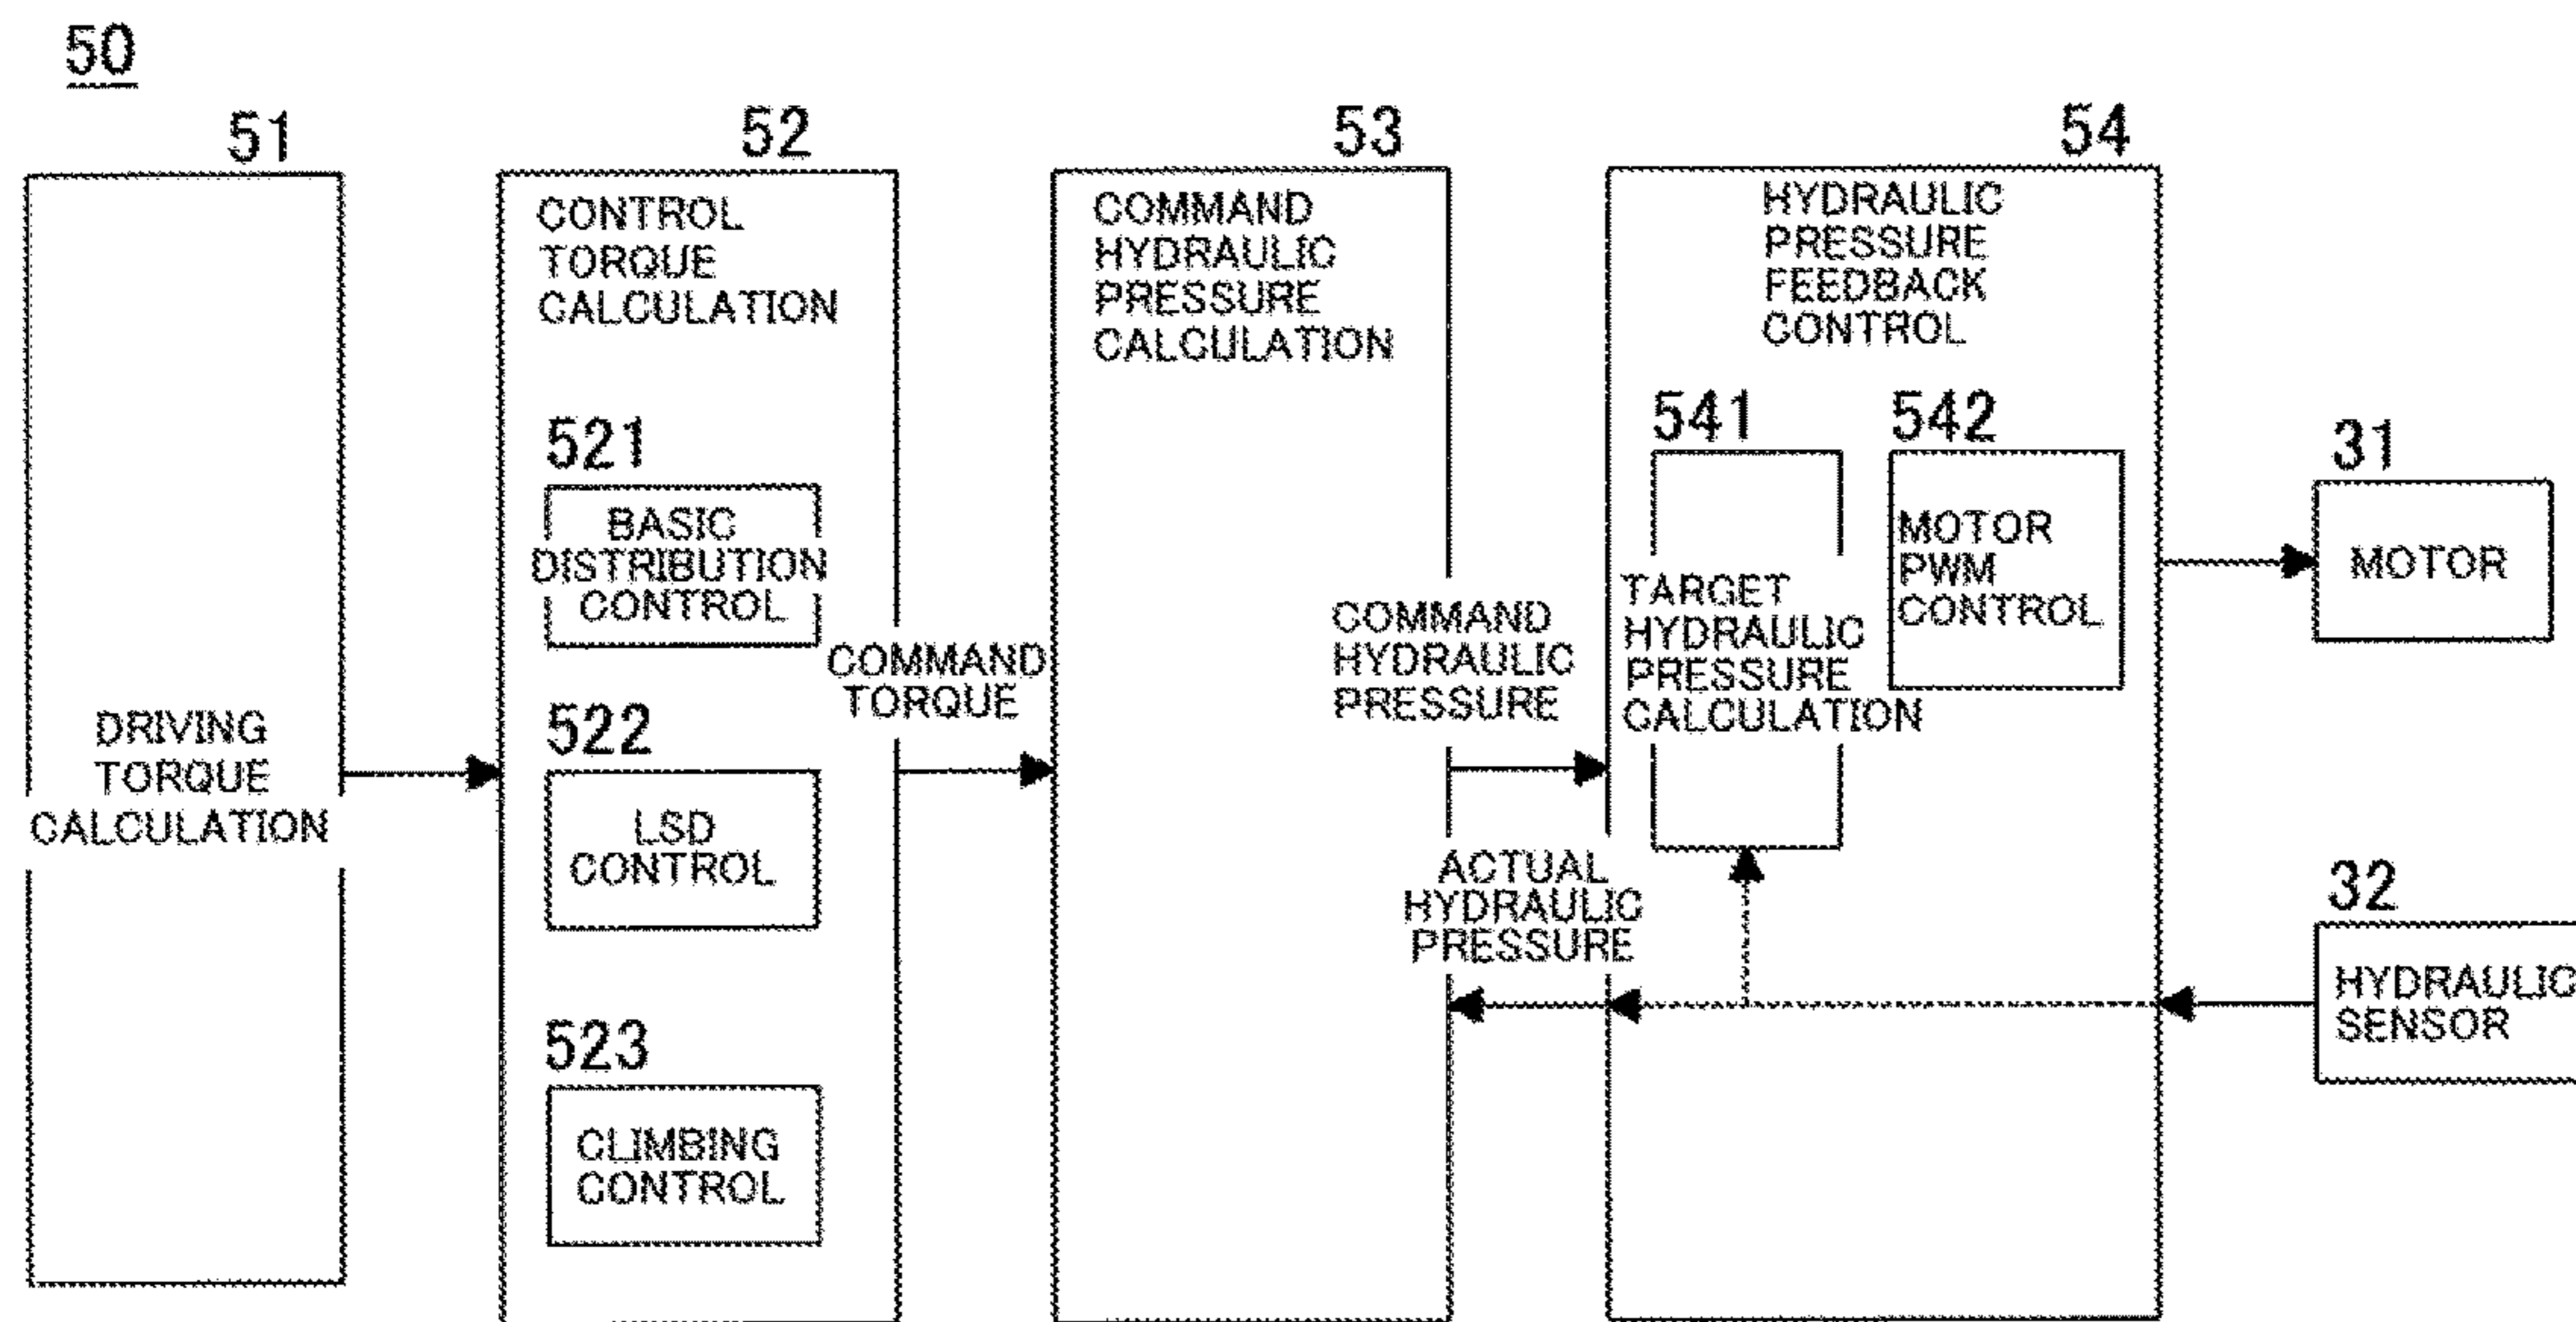 50
51
DRIVING
TORQUE
CALCULATION
52
CONTROL
TORQUE
CALCULATION
521
BASIC
DISTRIBUTION
CONTROL
522
LSD
CONTROL
523
CLIMBING
CONTROL
COMMAND
TORQUE
53
COMMAND
HYDRAULIC
PRESSURE
CALCULATION
COMMAND
HYDRAULIC
PRESSURE
ACTUAL
HYDRAULIC
PRESSURE
54
HYDRAULIC
PRESSURE
FEEDBACK
CONTROL
541
TARGET
HYDRAULIC
PRESSURE
CALCULATION
542
MOTOR
PWM
CONTROL
31
MOTOR
32
HYDRAULIC
SENSOR